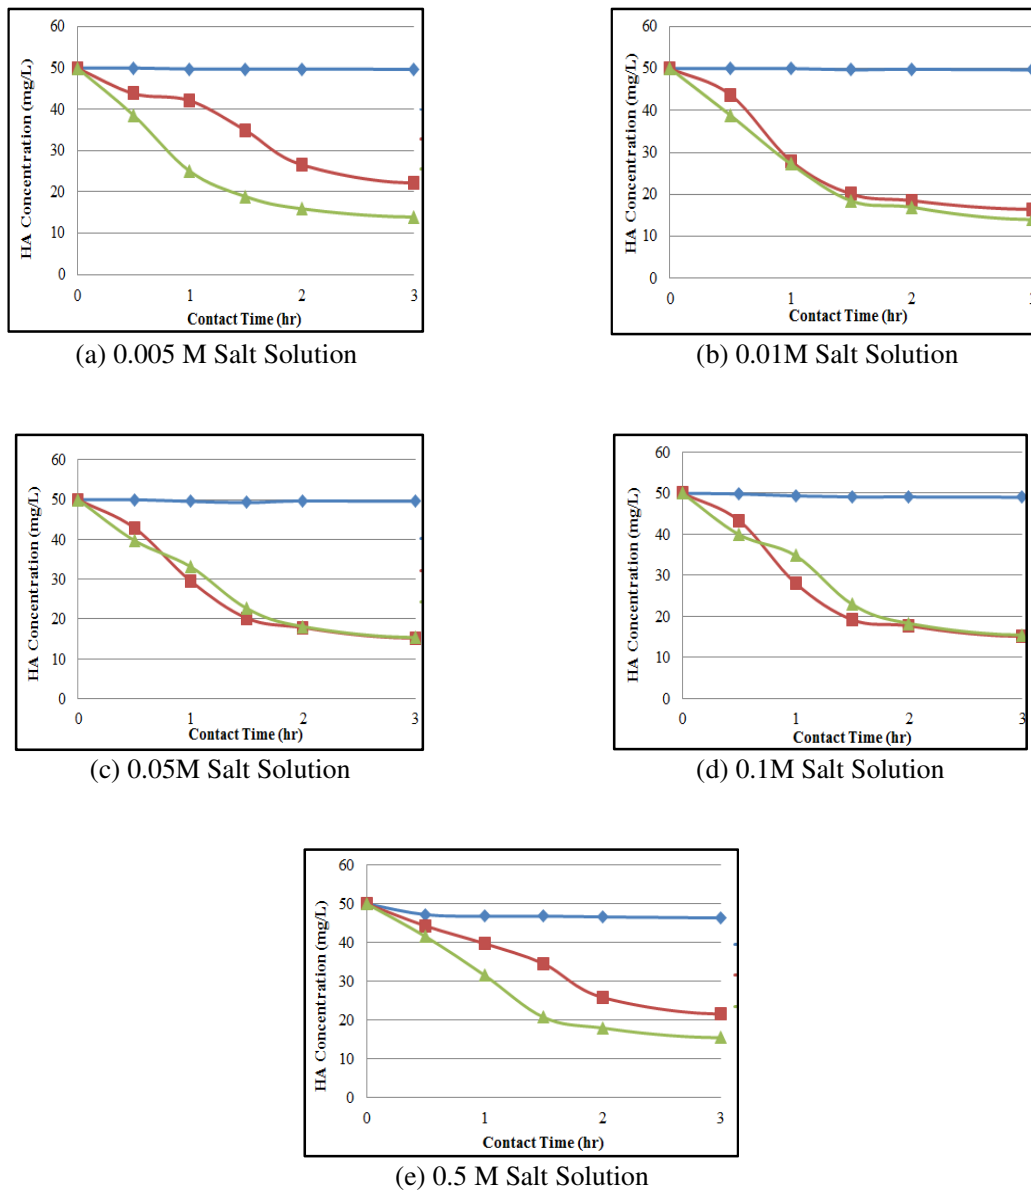 60
50
40
30
20
10
0
HA Concentration (mg/L)
0 1 2 3
Contact Time (hr)
(a) 0.005 M Salt Solution
60
50
40
30
20
10
0
HA Concentration (mg/L)
0 1 2 3
Contact Time (hr)
(b) 0.01M Salt Solution
60
50
40
30
20
10
0
HA Concentration (mg/L)
0 1 2 3
Contact Time (hr)
(c) 0.05M Salt Solution
60
50
40
30
20
10
0
HA Concentration (mg/L)
0 1 2 3
Contact Time (hr)
(d) 0.1M Salt Solution
60
50
40
30
20
10
0
HA Concentration (mg/L)
0 1 2 3
Contact Time (hr)
(e) 0.5 M Salt Solution